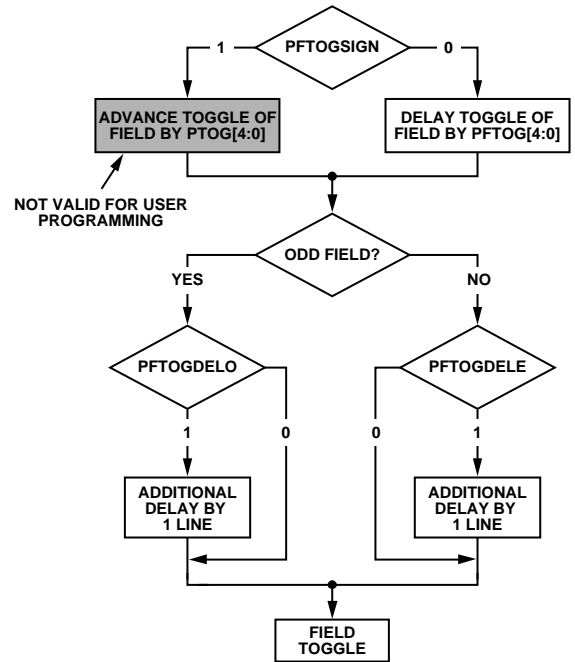 PFTOGSIGN
1
0
ADVANCE TOGGLE OF
FIELD BY PTOG[4:0]
DELAY TOGGLE OF
FIELD BY PFTOG[4:0]
NOT VALID FOR USER
PROGRAMMING
ODD FIELD?
YES
NO
PFTOGDELO
PFTOGDELE
1
0
0
1
ADDITIONAL
DELAY BY
1 LINE
ADDITIONAL
DELAY BY
1 LINE
FIELD
TOGGLE